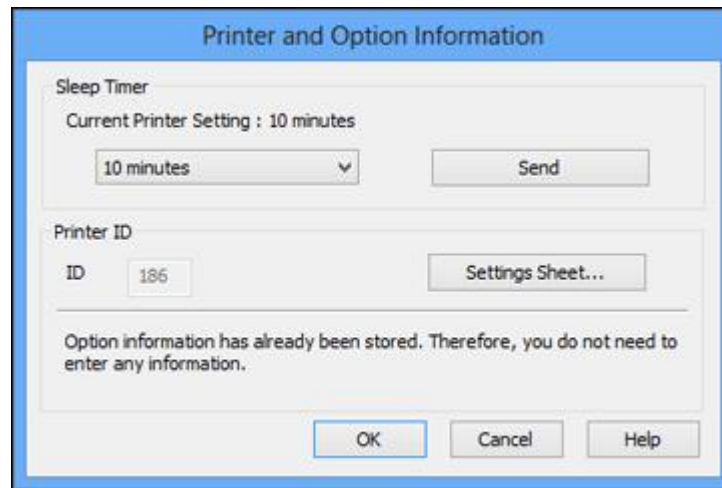 Printer and Option Information
Sleep Timer
Current Printer Setting : 10 minutes
10 minutes
Send
Printer ID
ID
186
Settings Sheet...
Option information has already been stored. Therefore, you do not need to
enter any information.
OK
Cancel
Help